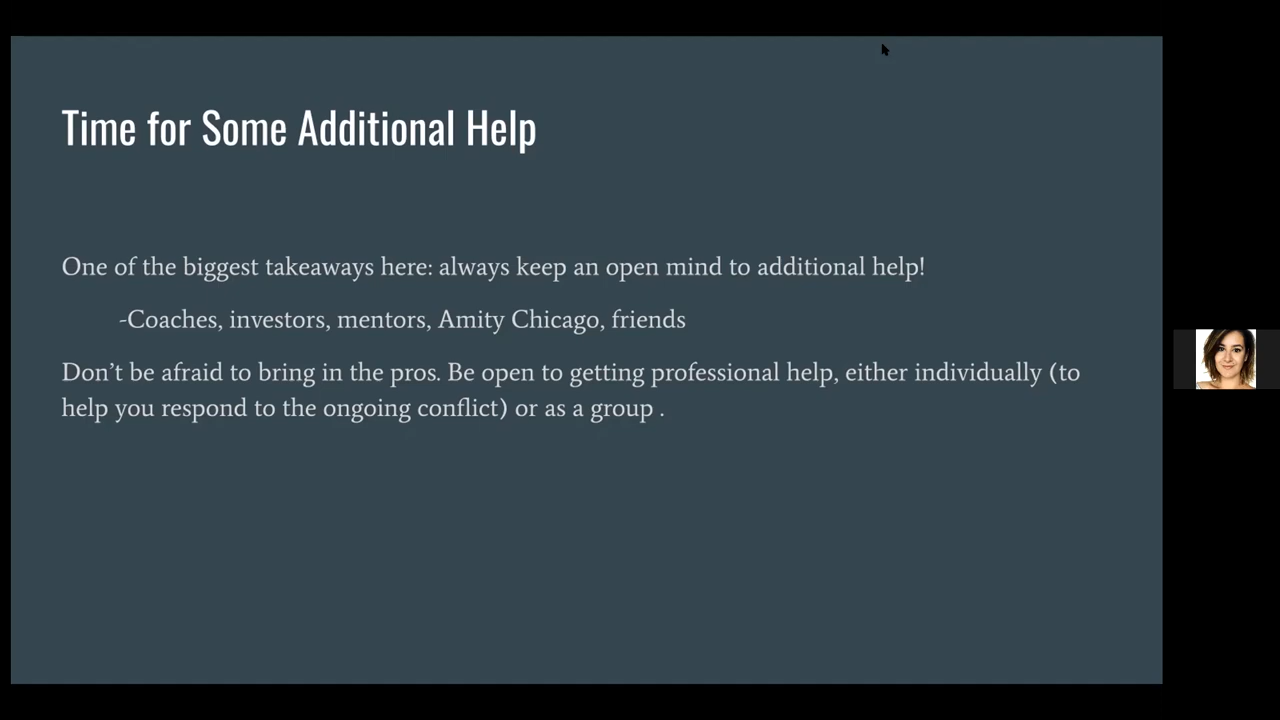 Time for Some Additional Help
One of the biggest takeaways here: always keep an open mind to additional help!
-Coaches, investors, mentors, Amity Chicago, friends
Don’t be afraid to bring in the pros. Be open to getting professional help, either individually (to
help you respond to the ongoing conflict) or as a group .